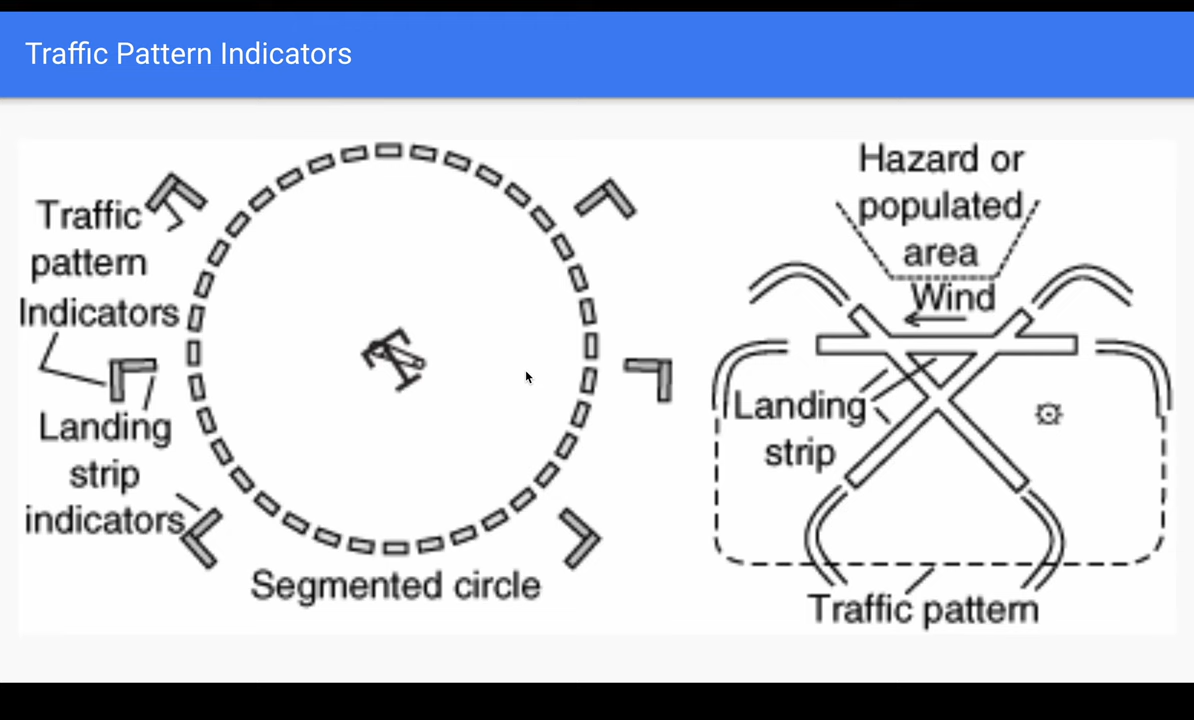 Traffic Pattern Indicators
Traffic
pattern
Indicators
Landing
strip
indicators
Segmented circle
Hazard or
populated
area
Wind
Landing
strip
Traffic pattern